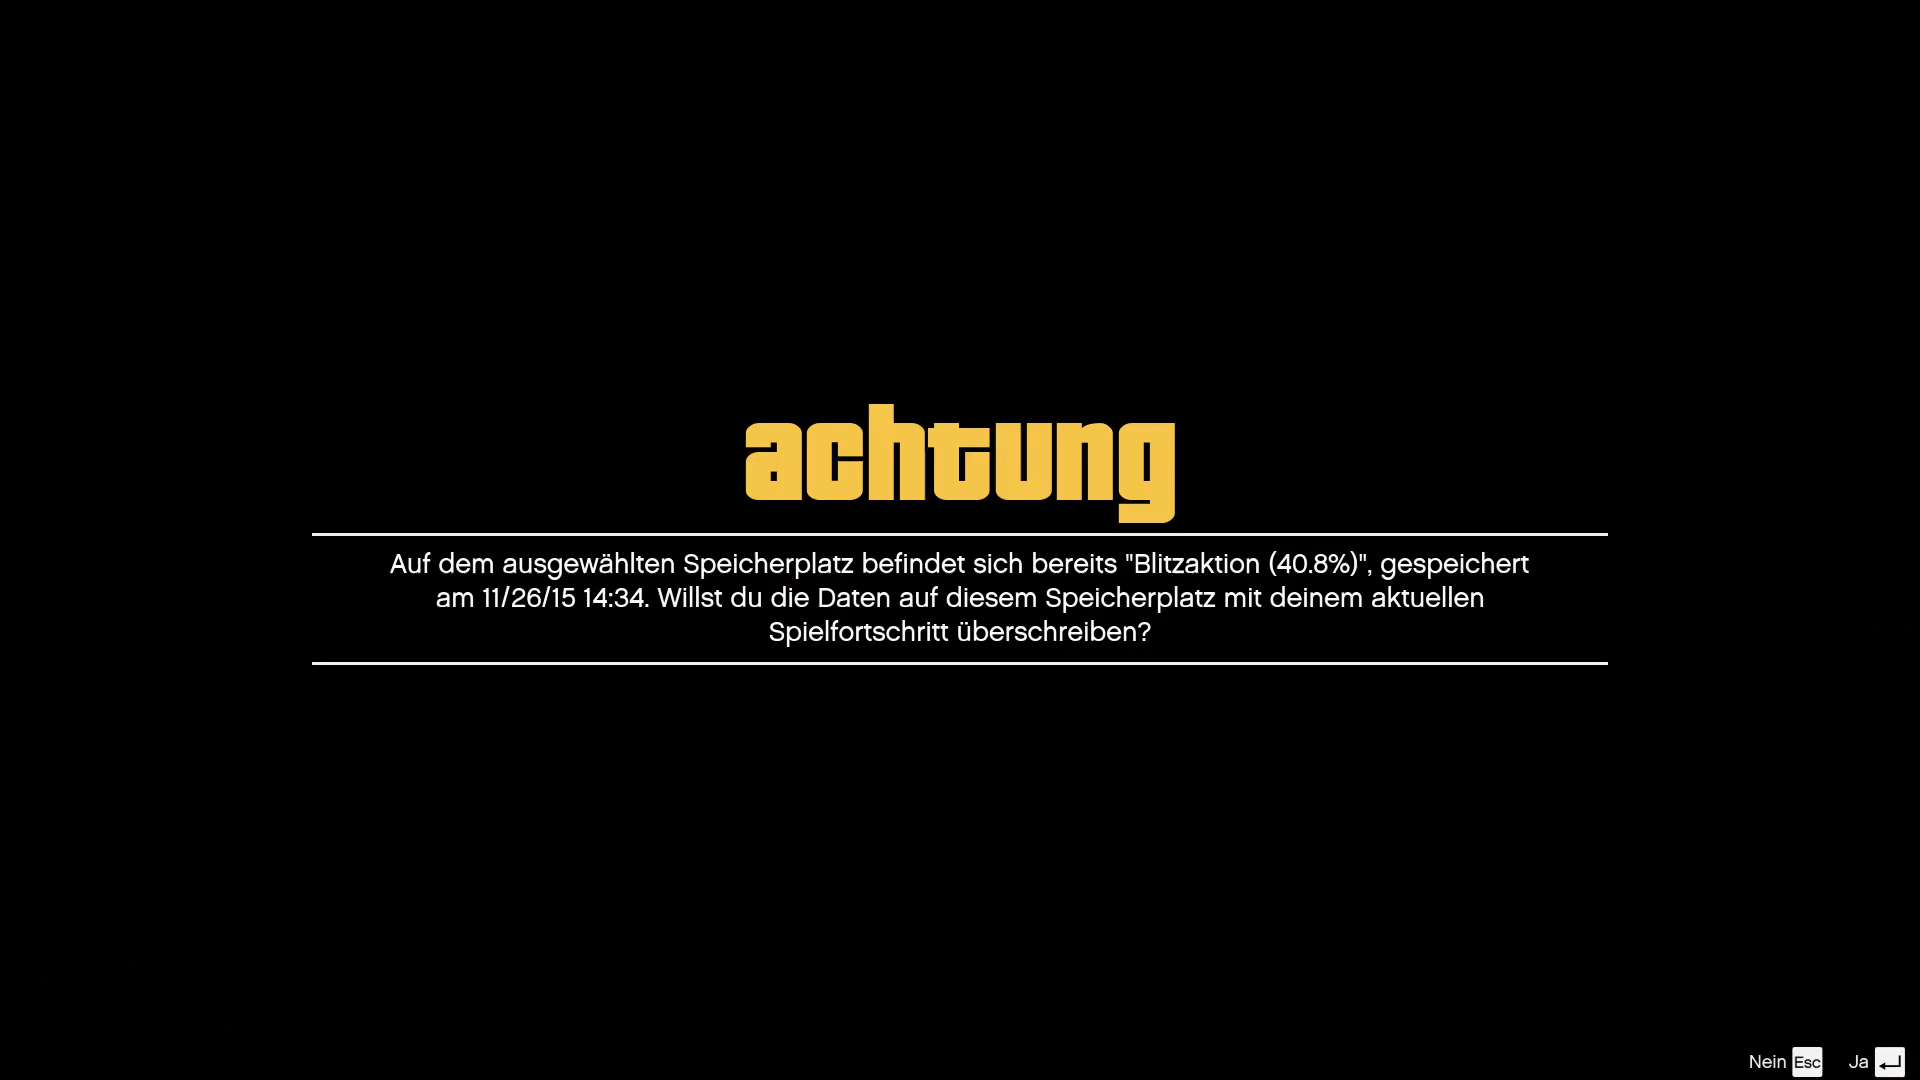 achtung
Auf dem ausgewählten Speicherplatz befindet sich bereits "Blitzaktion (40.8%)", gespeichert
am 11/26/15 14:34. Willst du die Daten auf diesem Speicherplatz mit deinem aktuellen
Spielfortschritt überschreiben?
Nein Esc Ja